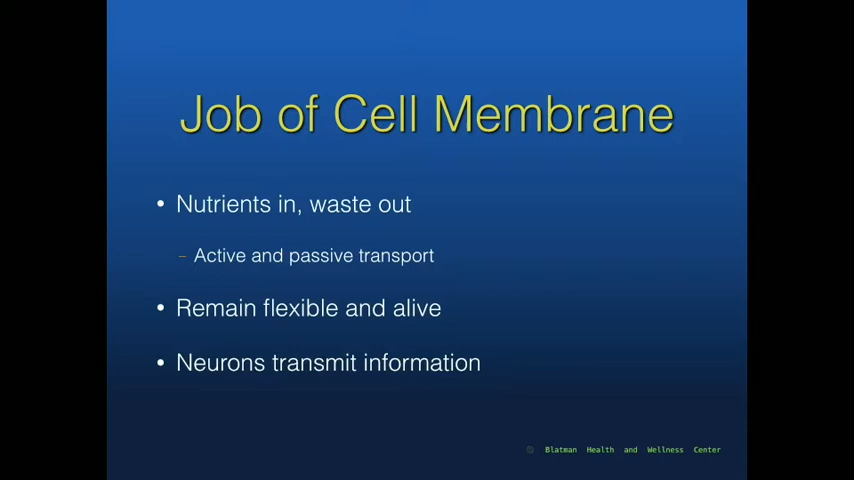 Job of Cell Membrane
• Nutrients in, waste out
– Active and passive transport
• Remain flexible and alive
• Neurons transmit information
Blatman Health and Wellness Center